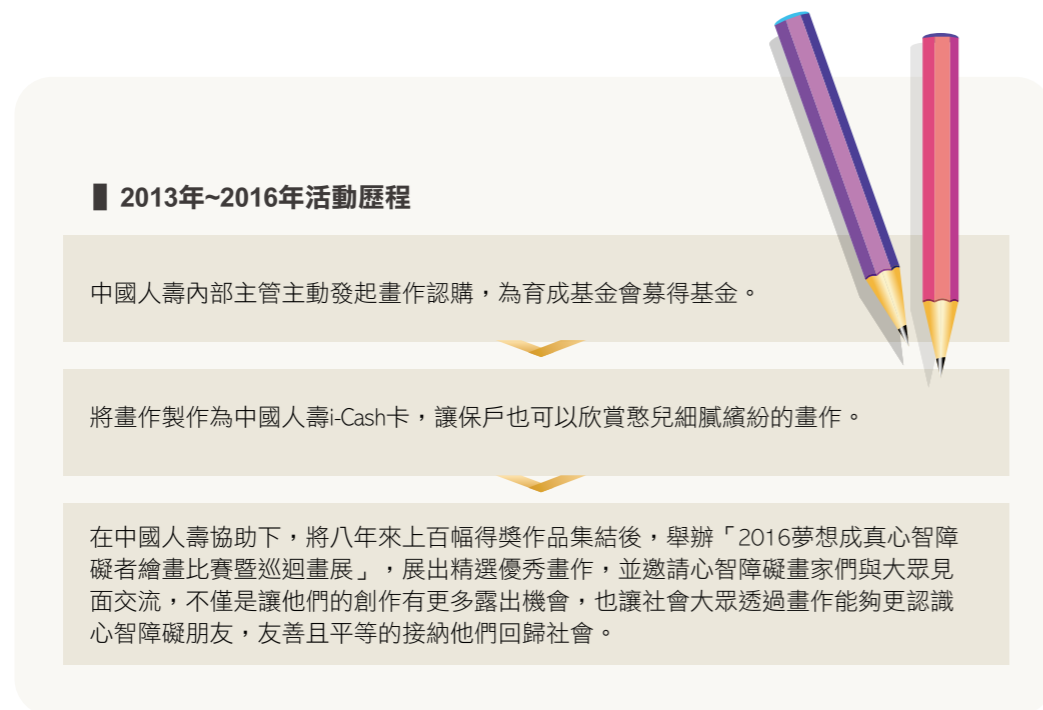 2013年~2016年活動歷程
中國人壽內部主管主動發起畫作認購，為育成基金會募得基金。
將畫作製作為中國人壽i-Cash卡，讓保戶也可以欣賞憨兒細膩繽紛的畫作。
在中國人壽協助下，將八年來上百幅得獎作品集結後，舉辦「2016夢想成真心智障
礙者繪畫比賽暨巡迴畫展」，展出精選優秀畫作，並邀請心智障礙畫家們與大眾見
面交流，不僅是讓他們的創作有更多露出機會，也讓社會大眾透過畫作能夠更認識
心智障礙朋友，友善且平等的接納他們回歸社會。